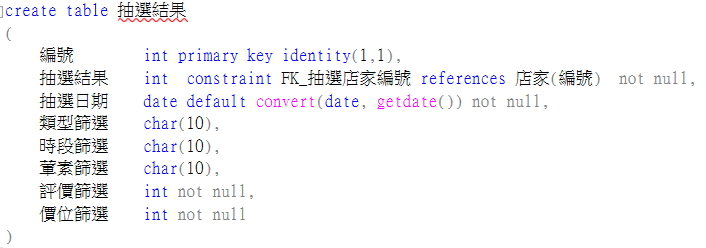 create table 抽選結果
(
編號 int primary key identity(1,1),
抽選結果 int constraint FK_抽選店家編號 references 店家(編號) not null,
抽選日期 date default convert(date, getdate()) not null,
類型篩選 char(10),
時段篩選 char(10),
葷素篩選 char(10),
評價篩選 int not null,
價位篩選 int not null
)